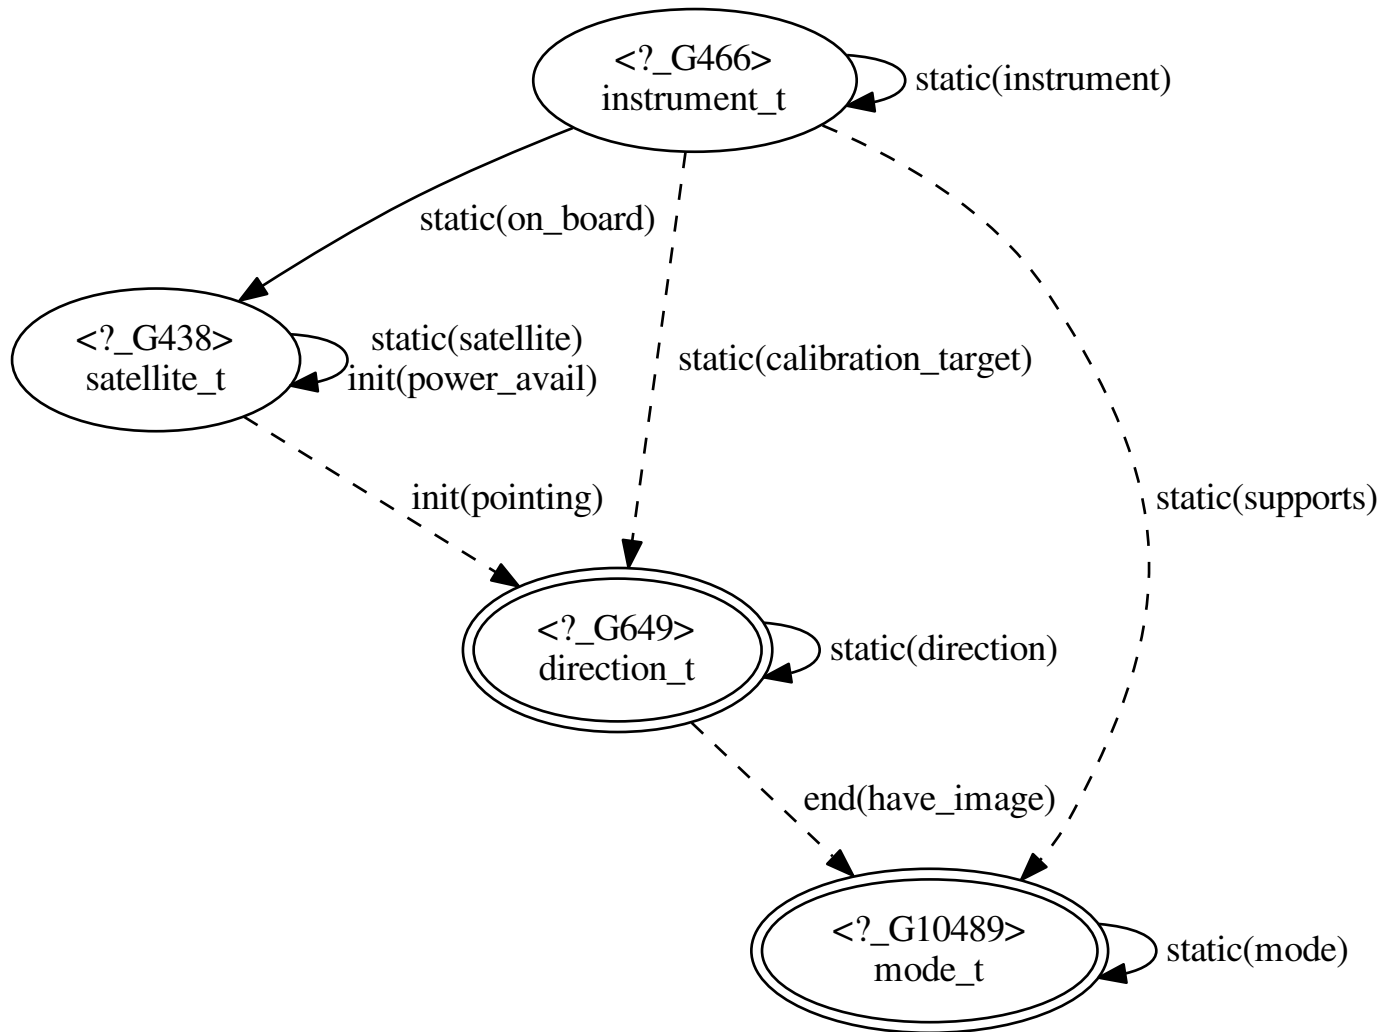 <?_G466>
instrument_t
static(instrument)
static(on_board)
<?_G438>
satellite_t
static(satellite)
init(power_avail)
static(calibration_target)
init(pointing)
static(supports)
<?_G649>
direction_t
static(direction)
end(have_image)
<?_G10489>
mode_t
static(mode)